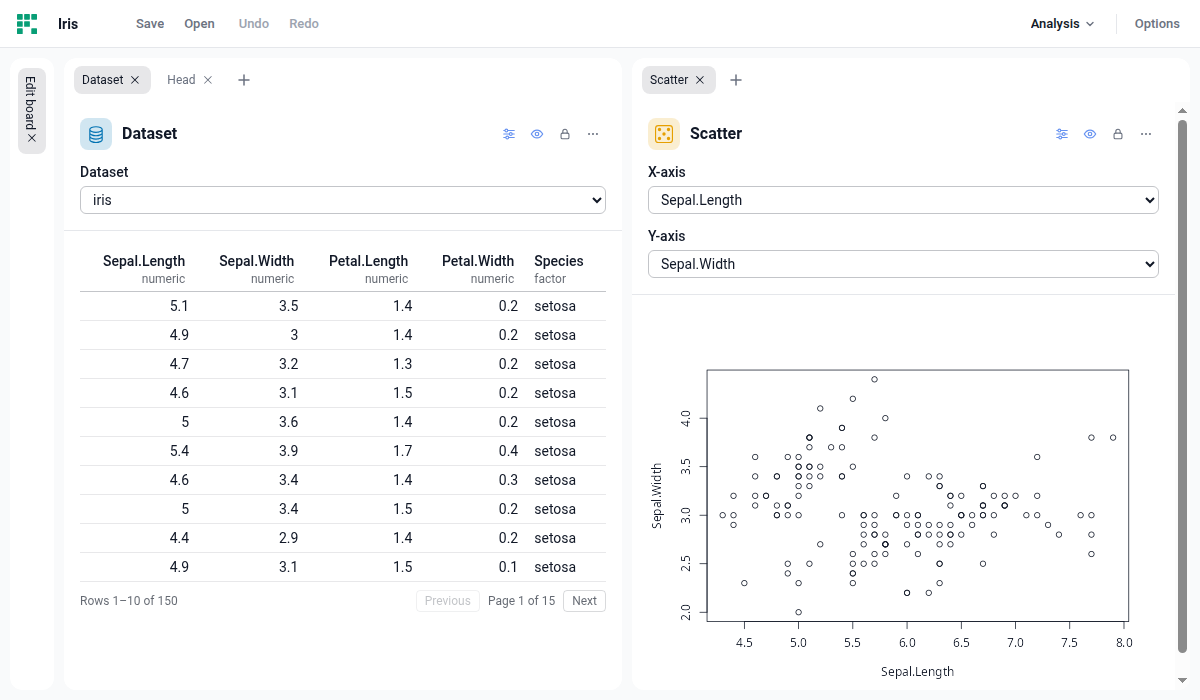 Iris
Save
Open
Undo
Redo
Analysis
Options
Edit board
Dataset
Head
Dataset
Dataset
iris
Sepal.Length Sepal.Width Petal.Length Petal.Width Species
numeric numeric numeric numeric factor
5.1 3.5 1.4 0.2 setosa
4.9 3 1.4 0.2 setosa
4.7 3.2 1.3 0.2 setosa
4.6 3.1 1.5 0.2 setosa
5 3.6 1.4 0.2 setosa
5.4 3.9 1.7 0.4 setosa
4.6 3.4 1.4 0.3 setosa
5 3.4 1.5 0.2 setosa
4.4 2.9 1.4 0.2 setosa
4.9 3.1 1.5 0.1 setosa
Rows 1–10 of 150
Previous
Page 1 of 15
Next
Scatter
Scatter
X-axis
Sepal.Length
Y-axis
Sepal.Width
Sepal.Width
4.0
3.5
3.0
2.5
2.0
4.5 5.0 5.5 6.0 6.5 7.0 7.5 8.0
Sepal.Length